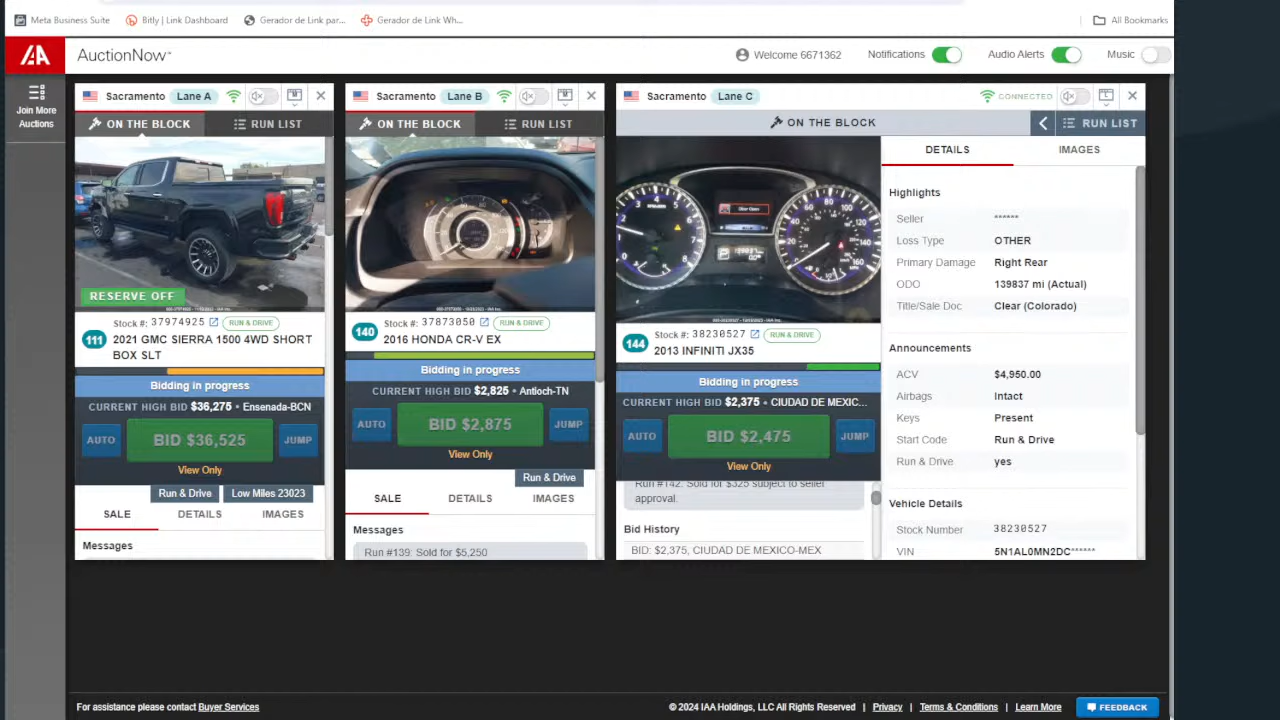 Meta Business Suite
Bitly | Link Dashboard
Gerador de Link par...
Gerador de Link Wh...
All Bookmarks
IAA
AuctionNow™
Welcome 6671362
Notifications
Audio Alerts
Music
Join More
Auctions
Sacramento Lane A
ON THE BLOCK
RUN LIST
RESERVE OFF
Stock #: 37974925
RUN & DRIVE
111
2021 GMC SIERRA 1500 4WD SHORT
BOX SLT
Bidding in progress
CURRENT HIGH BID $36,275 • Ensenada-BCN
AUTO
BID $36,525
JUMP
View Only
Run & Drive
Low Miles 23023
SALE
DETAILS
IMAGES
Messages
Sacramento Lane B
ON THE BLOCK
RUN LIST
140
Stock #: 37873050
RUN & DRIVE
2016 HONDA CR-V EX
Bidding in progress
CURRENT HIGH BID $2,825 • Antioch-TN
AUTO
BID $2,875
JUMP
View Only
Run & Drive
SALE
DETAILS
IMAGES
Messages
Run #139: Sold for $5,250
Sacramento Lane C
CONNECTED
ON THE BLOCK
RUN LIST
144
Stock #: 38230527
RUN & DRIVE
2013 INFINITI JX35
Bidding in progress
CURRENT HIGH BID $2,375 • CIUDAD DE MEXIC...
AUTO
BID $2,475
JUMP
View Only
Run #142: Sold for $325 subject to seller
approval.
Bid History
BID: $2,375, CIUDAD DE MEXICO-MEX
DETAILS
IMAGES
Highlights
Seller ******
Loss Type OTHER
Primary Damage Right Rear
ODO 139837 mi (Actual)
Title/Sale Doc Clear (Colorado)
Announcements
ACV $4,950.00
Airbags Intact
Keys Present
Start Code Run & Drive
Run & Drive yes
Vehicle Details
Stock Number 38230527
VIN 5N1AL0MN2DC******
For assistance please contact Buyer Services
© 2024 IAA Holdings, LLC All Rights Reserved | Privacy | Terms & Conditions | Learn More
FEEDBACK